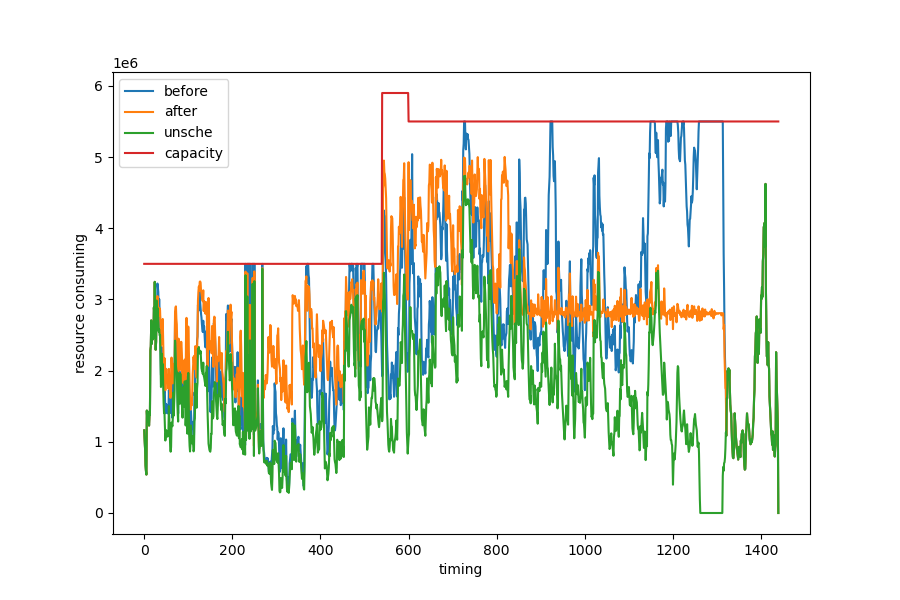 1e6
before
after
unsche
capacity
6
5
4
3
2
1
0
resource consuming
0 200 400 600 800 1000 1200 1400
timing